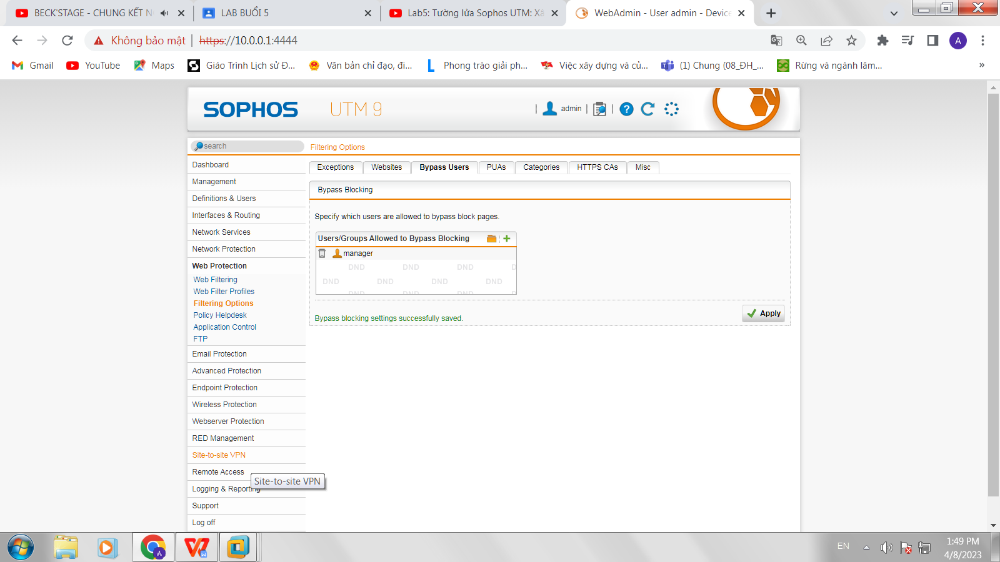 BECK'STAGE - CHUNG KẾT N
LAB BUỔI 5
Lab5: Tường lửa Sophos UTM: Xâ
WebAdmin - User admin - Device
Không bảo mật
https://10.0.0.1:4444
A
Gmail
YouTube
Maps
Giáo Trình Lịch sử Đ...
Văn bản chỉ đạo, đi...
Phong trào giải ph...
Việc xây dựng và củ...
(1) Chung (08_ĐH_...
Rừng và ngành lâm...
»
SOPHOS
UTM 9
| admin | |
search
Filtering Options
Dashboard
Management
Definitions & Users
Interfaces & Routing
Network Services
Network Protection
Web Protection
Web Filtering
Web Filter Profiles
Filtering Options
Policy Helpdesk
Application Control
FTP
Email Protection
Advanced Protection
Endpoint Protection
Wireless Protection
Webserver Protection
RED Management
Site-to-site VPN
Remote Access
Logging & Reporting
Support
Log off
Site-to-site VPN
Exceptions
Websites
Bypass Users
PUAs
Categories
HTTPS CAs
Misc
Bypass Blocking
Specify which users are allowed to bypass block pages.
Users/Groups Allowed to Bypass Blocking
manager
DND DND DND D
DND DND DND DND
DND DND DND D
Bypass blocking settings successfully saved.
Apply
EN
1:49 PM
4/8/2023